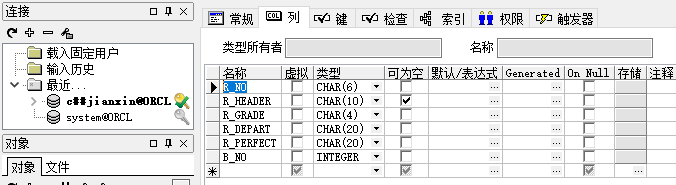 连接
载入固定用户
输入历史
最近...
c##jianxin@ORCL
system@ORCL
对象
对象 文件
常规 COL 列 键 检查 索引 权限 触发器
类型所有者 名称
名称 虚拟 类型 可为空 默认/表达式 Generated On Null 存储 注释
R_NO CHAR(6) ...
R_HEADER CHAR(10) ...
R_GRADE CHAR(4) ...
R_DEPART CHAR(20) ...
R_PERFECT CHAR(20) ...
B_NO INTEGER ...
* ...